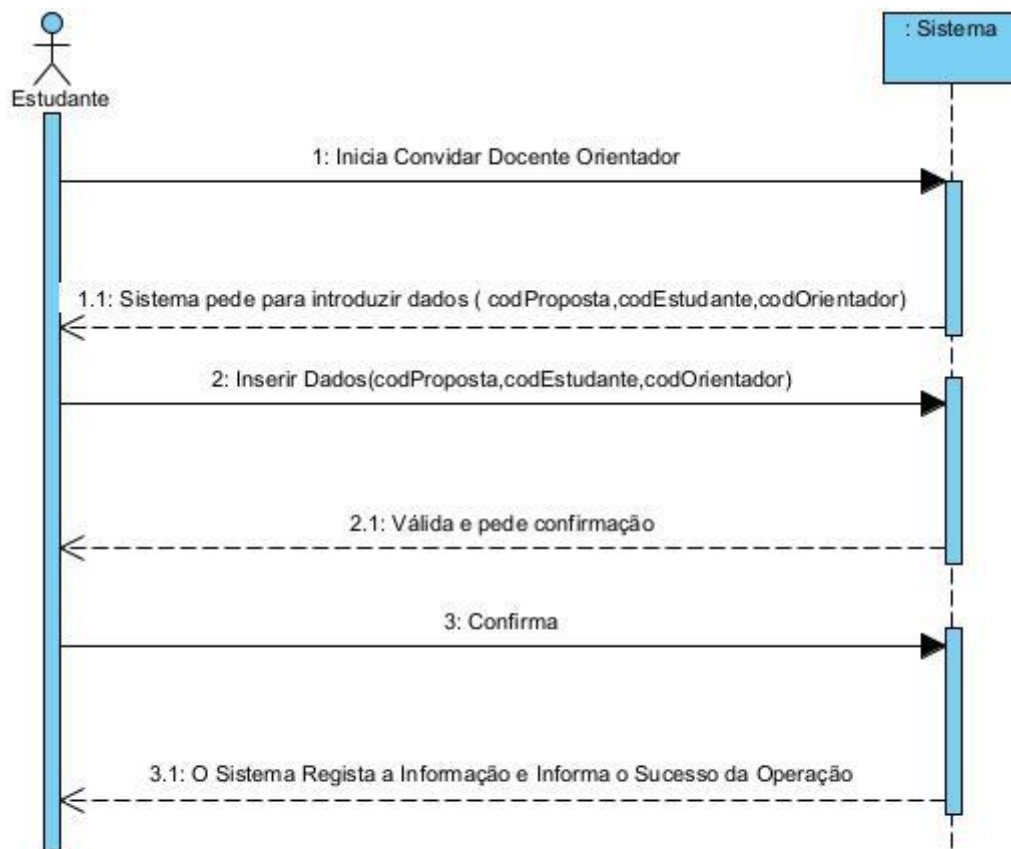 Estudante
: Sistema
1: Inicia Convidar Docente Orientador
1.1: Sistema pede para introduzir dados ( codProposta,codEstudante,codOrientador)
2: Inserir Dados(codProposta,codEstudante,codOrientador)
2.1: Válida e pede confirmação
3: Confirma
3.1: O Sistema Regista a Informação e Informa o Sucesso da Operação